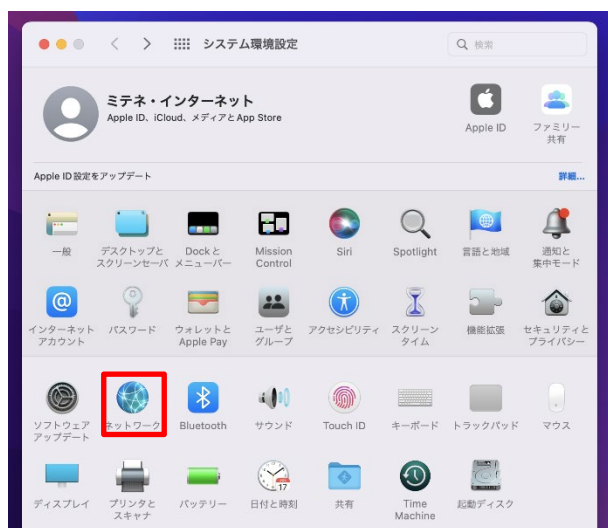 システム環境設定
検索
ミテネ・インターネット
Apple ID、iCloud、メディアとApp Store
Apple ID
ファミリー
共有
Apple ID 設定をアップデート
詳細...
一般
デスクトップと
スクリーンセーバ
Dockと
メニューバー
Mission
Control
Siri
Spotlight
言語と地域
通知と
集中モード
インターネット
アカウント
パスワード
ウォレットと
Apple Pay
ユーザと
グループ
アクセシビリティ
スクリーン
タイム
機能拡張
セキュリティと
プライバシー
ソフトウェア
アップデート
ネットワーク
Bluetooth
サウンド
Touch ID
キーボード
トラックパッド
マウス
ディスプレイ
プリンタと
スキャナ
バッテリー
17
日付と時刻
共有
Time
Machine
起動ディスク